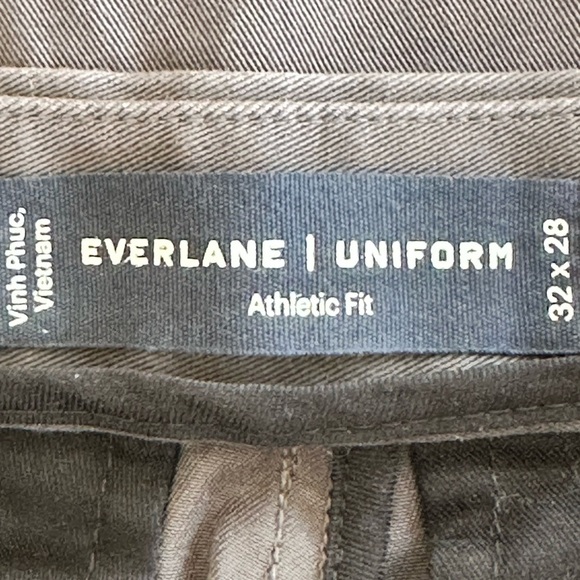 Vinh Phuc,
Vietnam
EVERLANE | UNIFORM
Athletic Fit
32 x 28